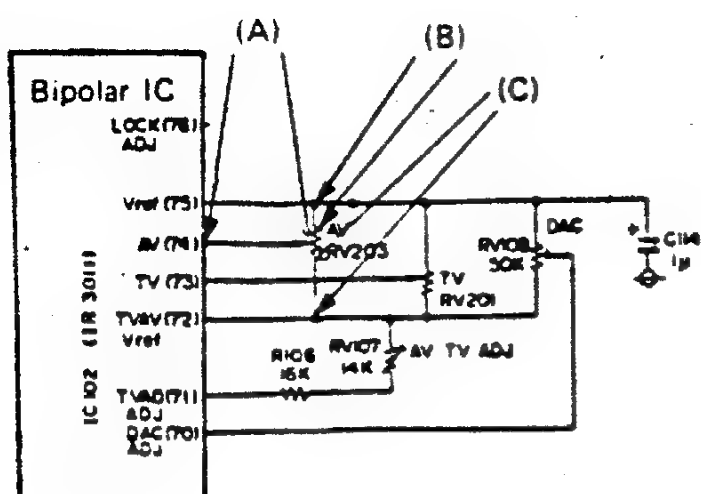 (A)
(B)
(C)
Bipolar IC
LOCK(76)
ADJ
Vref (75)
AV (74)
TV (73)
TVAV (72)
Vref
TVAD(71)
ADJ
DAC(70)
ADJ
IC102 (IR3011)
AV
RV203
TV
RV201
DAC
RV108
50K
+
C114
1μ
R106
15K
RV107
14K
AV TV ADJ